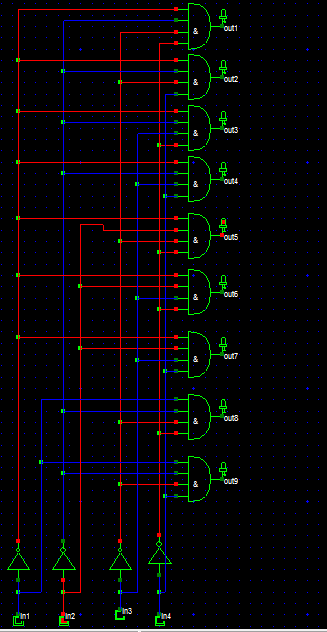 &
out1
&
out2
&
out3
&
out4
&
out5
&
out6
&
out7
&
out8
&
out9
In1
In2
In3
In4